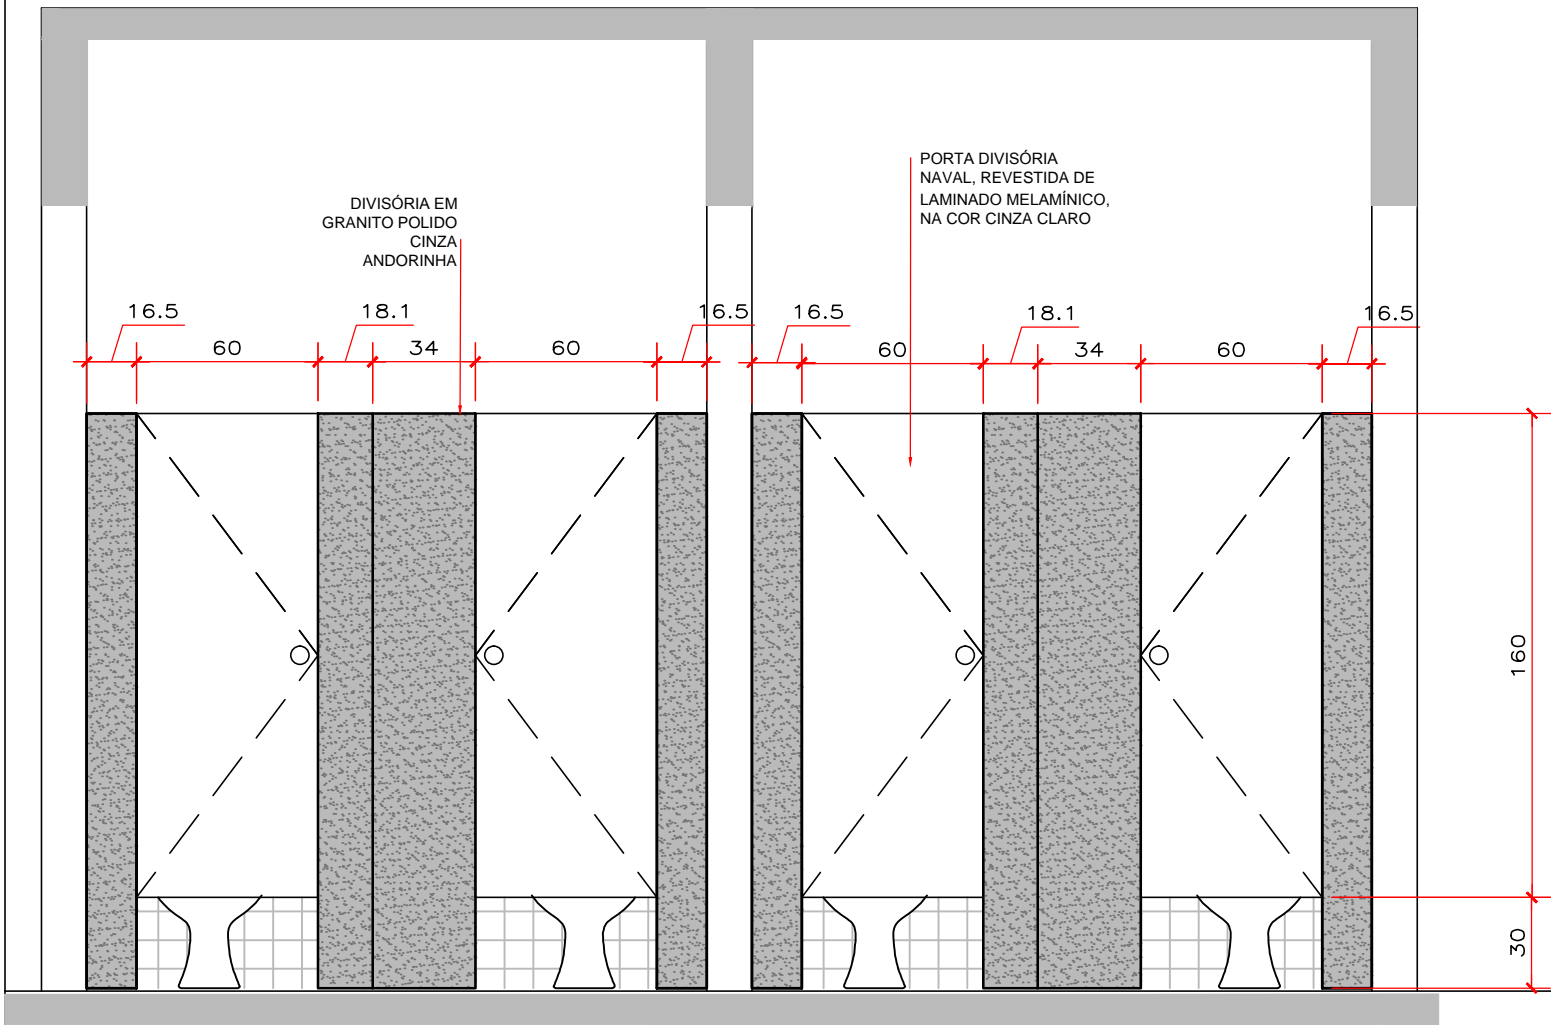 PORTA DIVISÓRIA
NAVAL, REVESTIDA DE
LAMINADO MELAMÍNICO,
NA COR CINZA CLARO
DIVISÓRIA EM
GRANITO POLIDO
CINZA
ANDORINHA
16.5
18.1
16.5
16.5
18.1
16.5
60
34
60
60
34
60
160
30